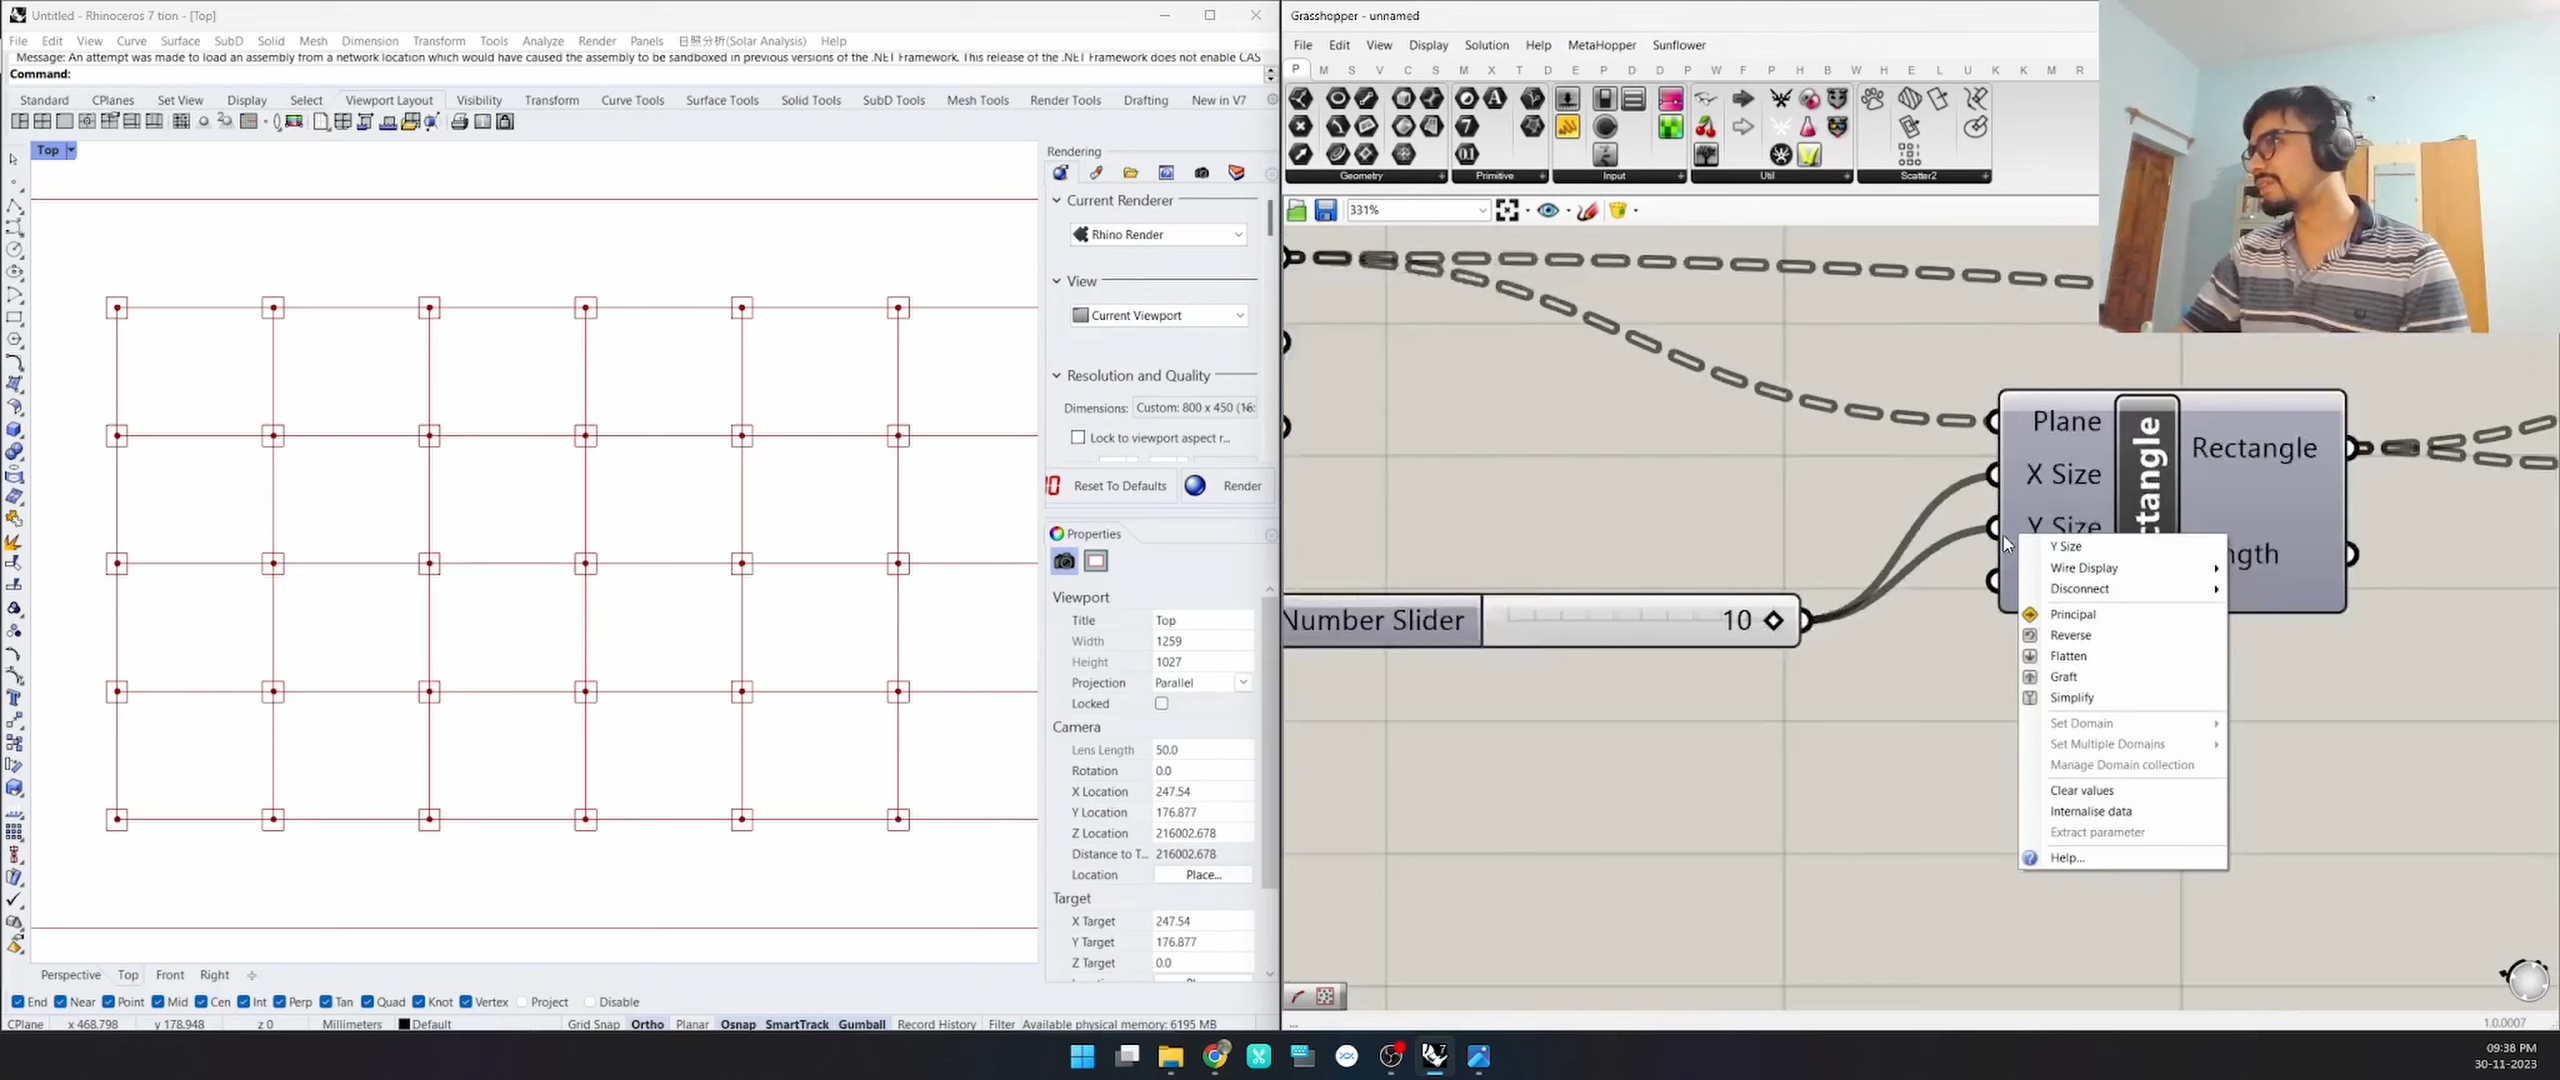 Untitled - Rhinoceros 7 tion - [Top]
File Edit View Curve Surface SubD Solid Mesh Dimension Transform Tools Analyze Render Panels 日照分析(Solar Analysis) Help
Message: An attempt was made to load an assembly from a network location which would have caused the assembly to be sandboxed in previous versions of the .NET Framework. This release of the .NET Framework does not enable CAS
Command:
Standard CPlanes Set View Display Select Viewport Layout Visibility Transform Curve Tools Surface Tools Solid Tools SubD Tools Mesh Tools Render Tools Drafting New in V7
Top
Rendering
Current Renderer
Rhino Render
View
Current Viewport
Resolution and Quality
Dimensions: Custom: 800 x 450 (16:
Lock to viewport aspect r...
Reset To Defaults Render
Properties
Viewport
Title Top
Width 1259
Height 1027
Projection Parallel
Locked
Camera
Lens Length 50.0
Rotation 0.0
X Location 247.54
Y Location 176.877
Z Location 216002.678
Distance to T... 216002.678
Location Place...
Target
X Target 247.54
Y Target 176.877
Z Target 0.0
Perspective Top Front Right
End Near Point Mid Cen Int Perp Tan Quad Knot Vertex Project Disable
CPlane x 468.798 y 178.948 z 0 Millimeters Default Grid Snap Ortho Planar Osnap SmartTrack Gumball Record History Filter Available physical memory: 6195 MB
Grasshopper - unnamed
File Edit View Display Solution Help MetaHopper Sunflower
P M S V C S M X T D E P D D P W F P H B W H E L U K K M R
Geometry Primitive Input Util Scatter2
331%
Plane
X Size
Y Size
Rectangle
ngth
ctangle
Number Slider 10
Y Size
Wire Display
Disconnect
Principal
Reverse
Flatten
Graft
Simplify
Set Domain
Set Multiple Domains
Manage Domain collection
Clear values
Internalise data
Extract parameter
Help...
...
1.0.0007
09:38 PM
30-11-2023